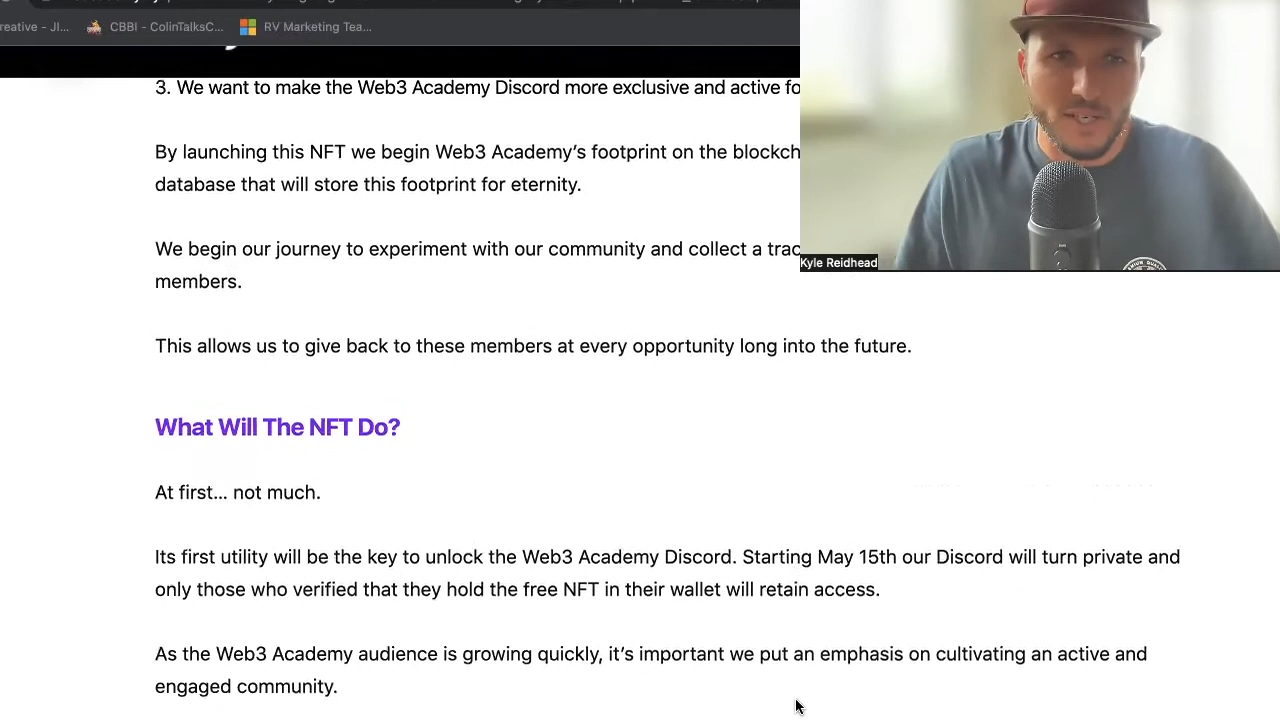 reative - JI... CBBI - ColinTalksC... RV Marketing Tea...
3. We want to make the Web3 Academy Discord more exclusive and active fo
By launching this NFT we begin Web3 Academy’s footprint on the blockch
database that will store this footprint for eternity.
We begin our journey to experiment with our community and collect a trac
members.
Kyle Reidhead
This allows us to give back to these members at every opportunity long into the future.
What Will The NFT Do?
At first... not much.
Its first utility will be the key to unlock the Web3 Academy Discord. Starting May 15th our Discord will turn private and
only those who verified that they hold the free NFT in their wallet will retain access.
As the Web3 Academy audience is growing quickly, it’s important we put an emphasis on cultivating an active and
engaged community.